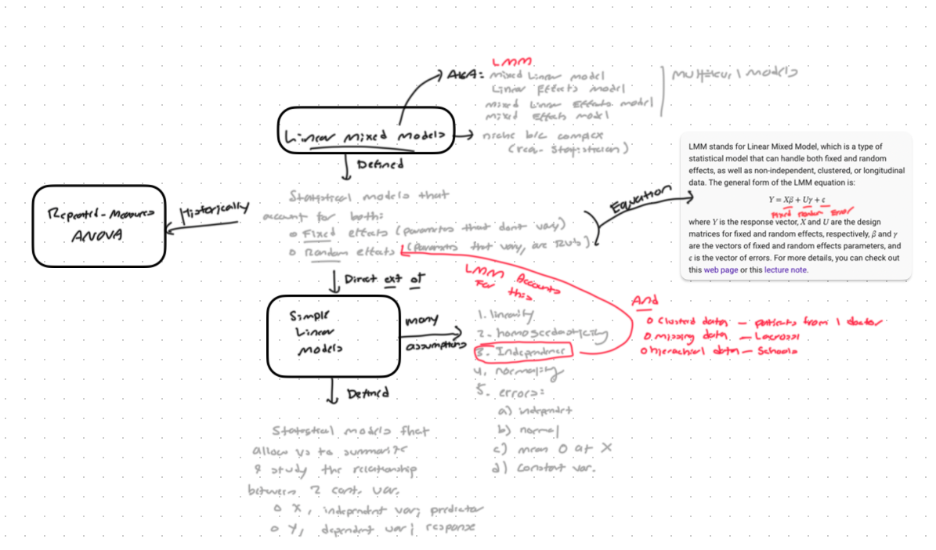 LMM
AKA: mixed linear model
linear Effects model
mixed linear effects model
mixed effects model
multilevel models
Linear Mixed Models
niche b/c complex
(req. statistician)
Defined
Statistical models that
account for both:
o Fixed effects (parameters that don't vary)
o Random effects (parameters that vary, are RVs)
Historically
Repeated-Measures
ANOVA
Equation
LMM stands for Linear Mixed Model, which is a type of
statistical model that can handle both fixed and random
effects, as well as non-independent, clustered, or longitudinal
data. The general form of the LMM equation is:
Y = Xβ + Uγ + ϵ
Fixed random Error
where Y is the response vector, X and U are the design
matrices for fixed and random effects, respectively, β and γ
are the vectors of fixed and random effects parameters, and
ϵ is the vector of errors. For more details, you can check out
this web page or this lecture note.
Direct ext of
LMM Accounts
For this
Simple
Linear
Models
many
assumptions
1. linearity
2. homoscedasticity
3. Independence
4. normality
5. errors:
a) independent
b) normal
c) mean 0 at X
d) constant var.
And
o clustered data — patients from 1 doctor
o missing data — Lacrosse
o hierarchical data — Schools
Defined
Statistical models that
allow us to summarize
& study the relationship
between 2 cont. var.
o X, independent var; predictor
o Y, dependent var; response